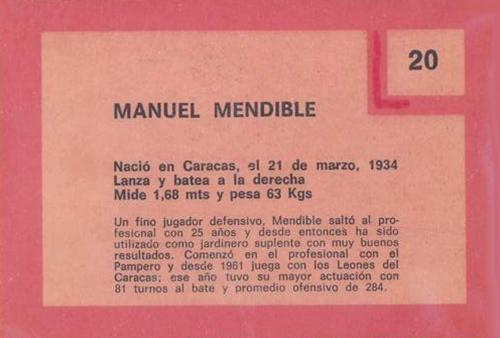 20
MANUEL MENDIBLE
Nació en Caracas, el 21 de marzo, 1934
Lanza y batea a la derecha
Mide 1,68 mts y pesa 63 Kgs
Un fino jugador defensivo, Mendible saltó al pro-
fesional con 25 años y desde entonces ha sido
utilizado como jardinero suplente con muy buenos
resultados. Comenzó en el profesional con el
Pampero y desde 1961 juega con los Leones del
Caracas; ese año tuvo su mayor actuación con
81 turnos al bate y promedio ofensivo de 284.